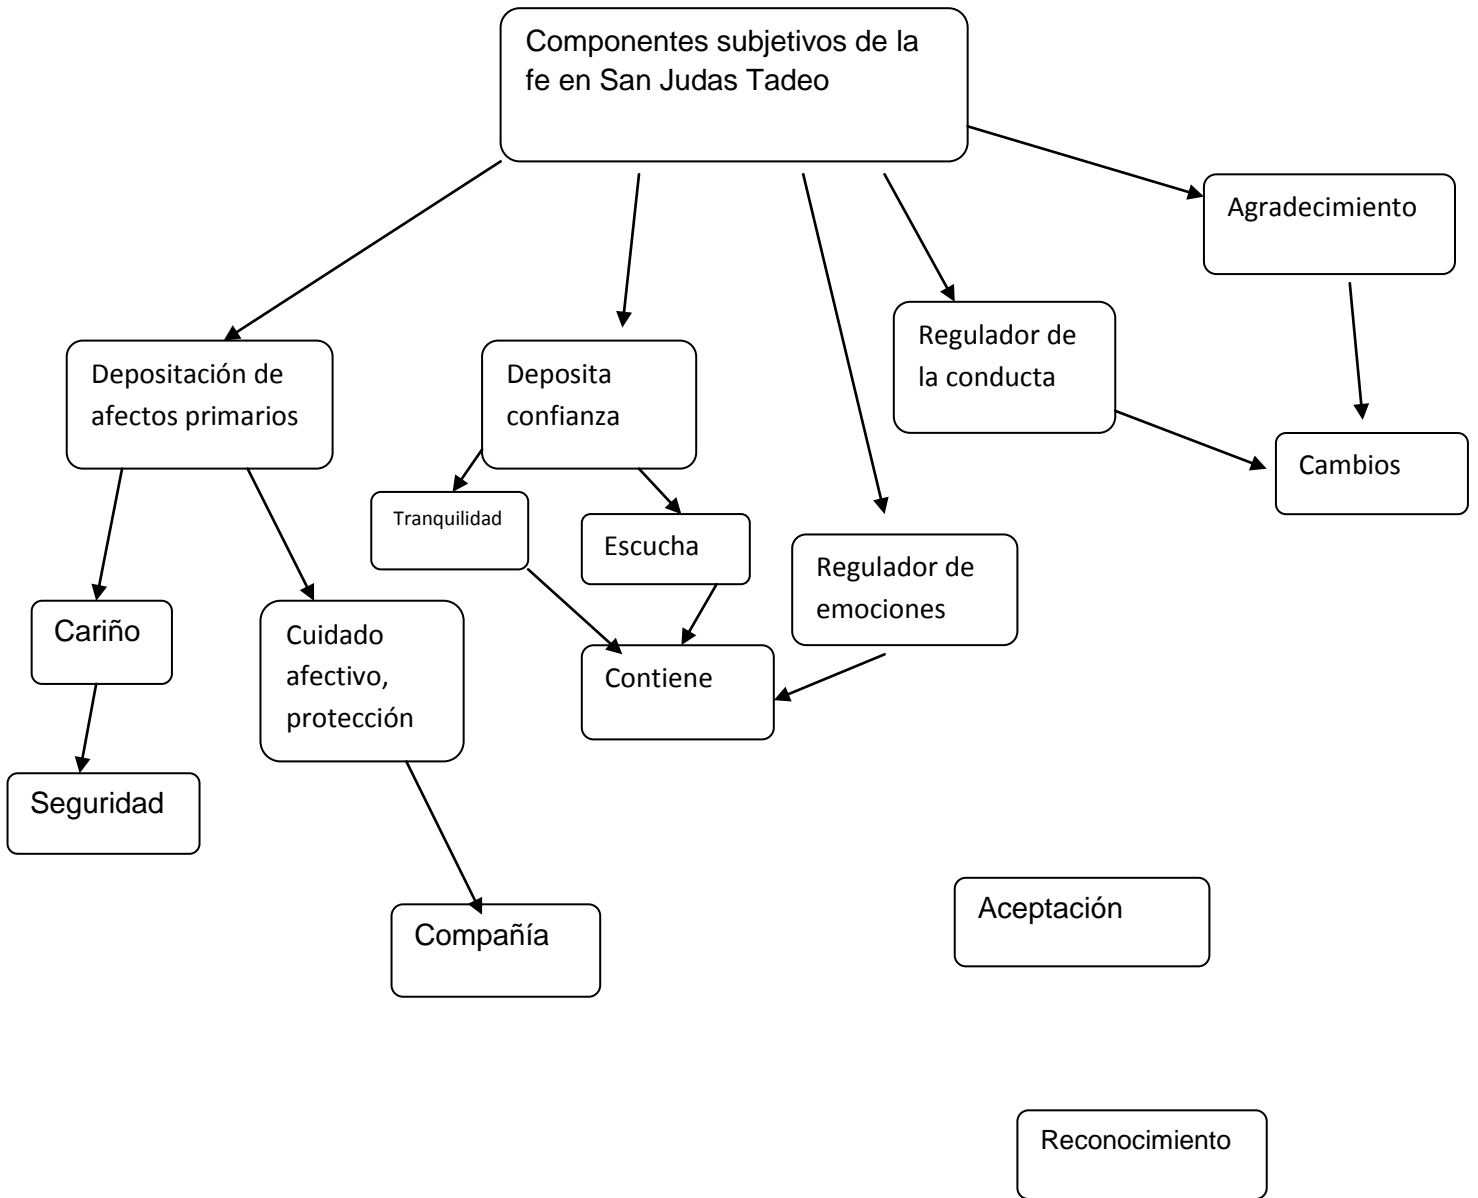 Componentes subjetivos de la
fe en San Judas Tadeo
Agradecimiento
Regulador de
la conducta
Depositación de
afectos primarios
Deposita
confianza
Cambios
Tranquilidad
Escucha
Regulador de
emociones
Cariño
Cuidado
afectivo,
protección
Contiene
Seguridad
Compañía
Aceptación
Reconocimiento